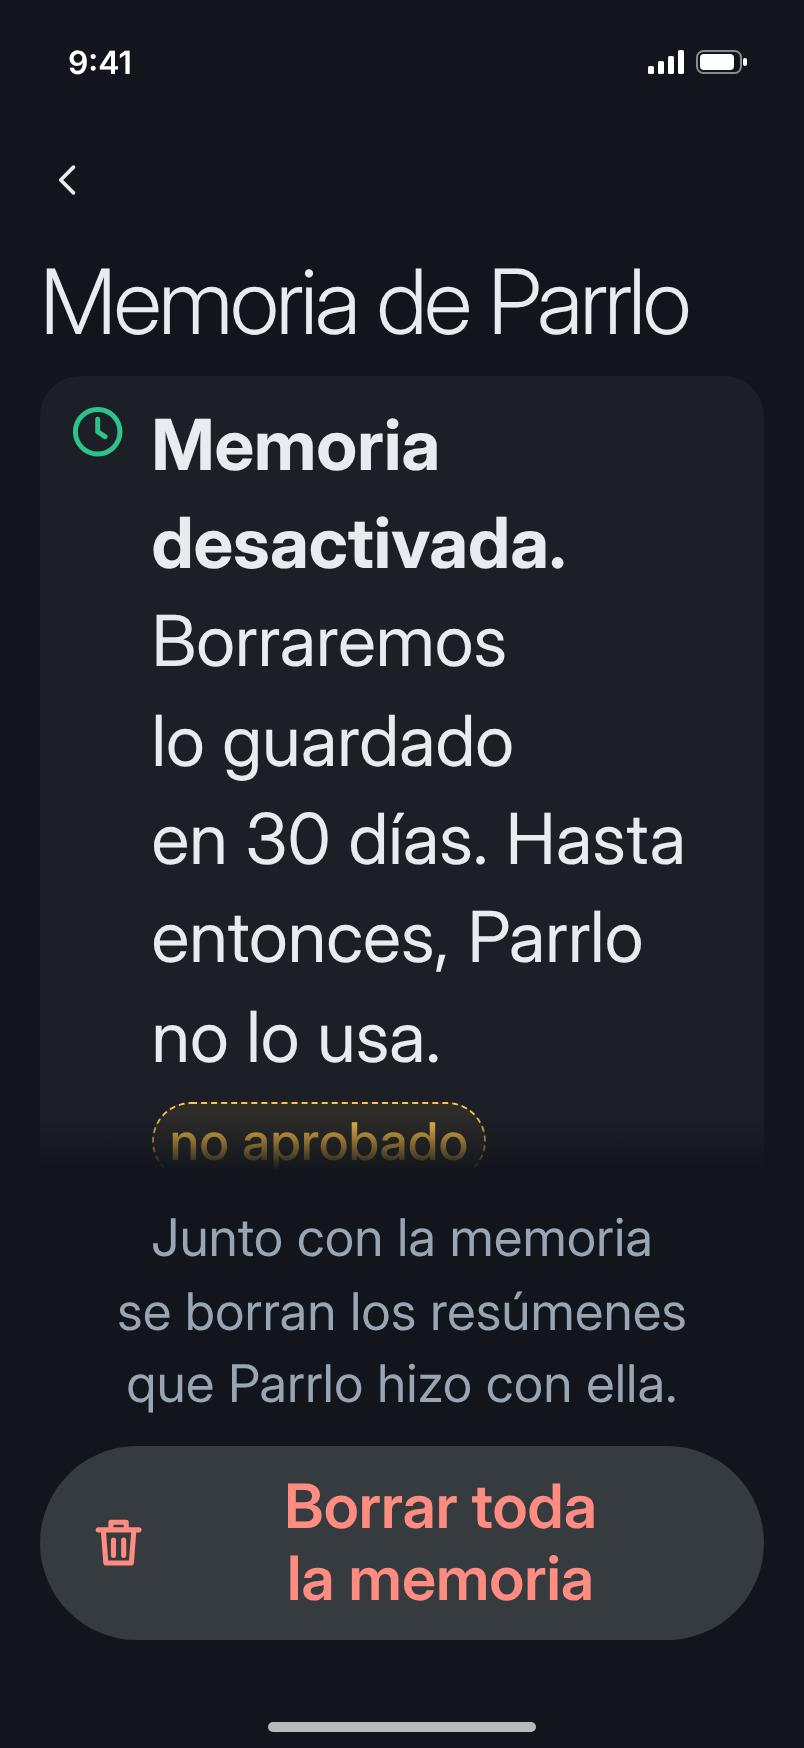 9:41
Memoria de Parrlo
Memoria
desactivada.
Borraremos
lo guardado
en 30 días. Hasta
entonces, Parrlo
no lo usa.
no aprobado
Junto con la memoria
se borran los resúmenes
que Parrlo hizo con ella.
Borrar toda
la memoria